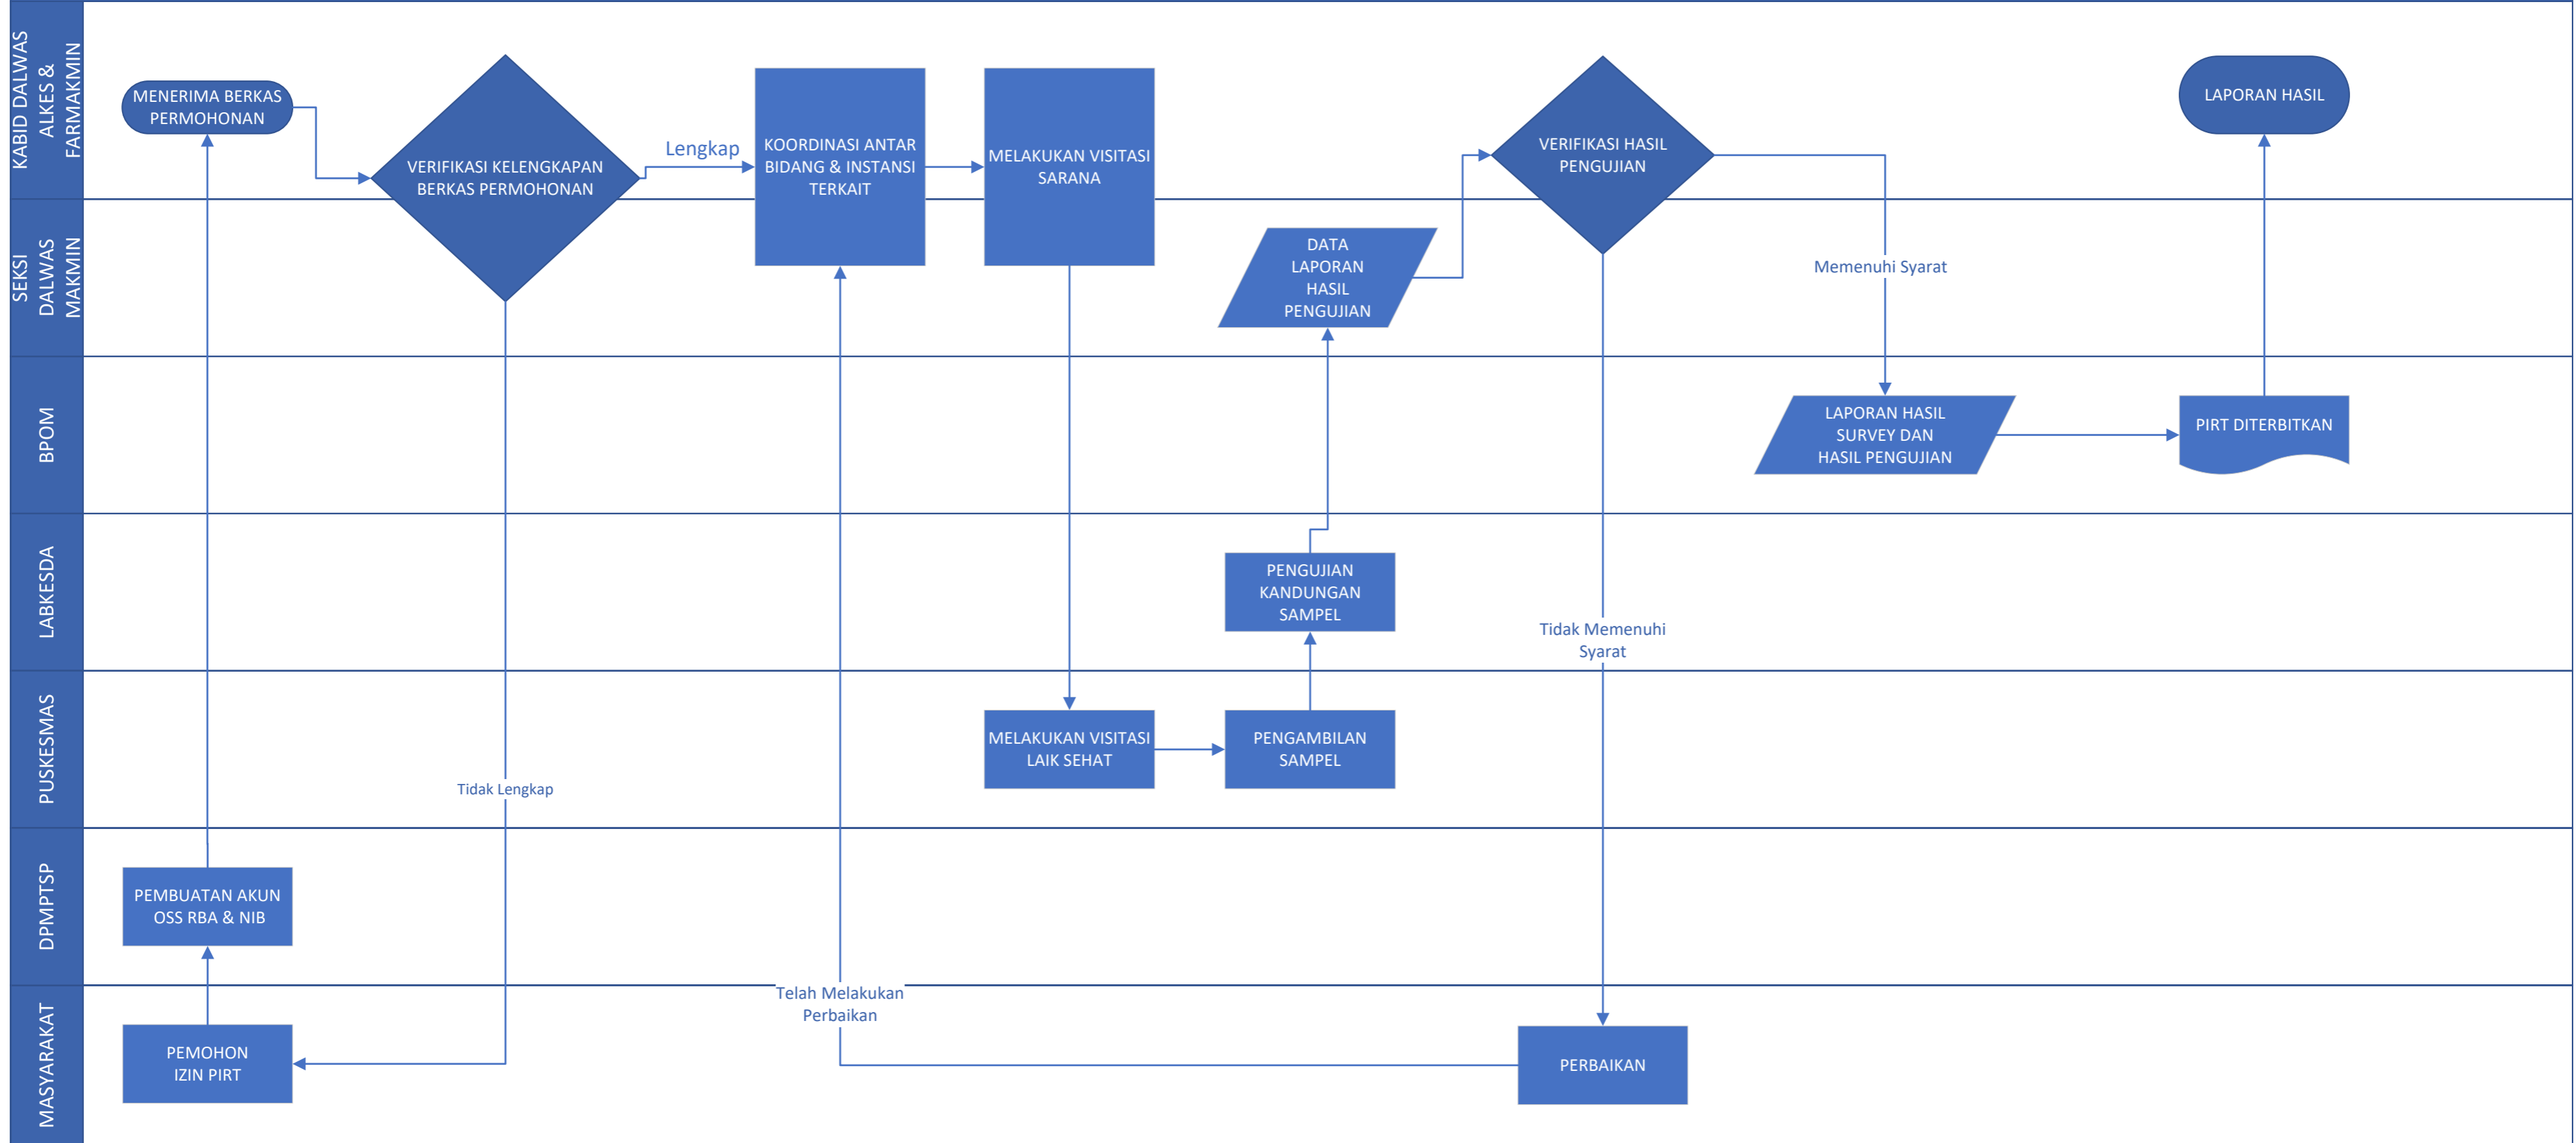 KABID DALWAS
ALKES &
FARMAKMIN
MENERIMA BERKAS
PERMOHONAN
VERIFIKASI KELENGKAPAN
BERKAS PERMOHONAN
Lengkap
KOORDINASI ANTAR
BIDANG & INSTANSI
TERKAIT
MELAKUKAN VISITASI
SARANA
VERIFIKASI HASIL
PENGUJIAN
LAPORAN HASIL
SEKSI
DALWAS
MAKMIN
DATA
LAPORAN
HASIL
PENGUJIAN
Memenuhi Syarat
BPOM
LAPORAN HASIL
SURVEY DAN
HASIL PENGUJIAN
PIRT DITERBITKAN
LABKESDA
PENGUJIAN
KANDUNGAN
SAMPEL
Tidak Memenuhi
Syarat
PUSKESMAS
MELAKUKAN VISITASI
LAIK SEHAT
PENGAMBILAN
SAMPEL
Tidak Lengkap
DPMPTSP
PEMBUATAN AKUN
OSS RBA & NIB
MASYARAKAT
PEMOHON
IZIN PIRT
Telah Melakukan
Perbaikan
PERBAIKAN